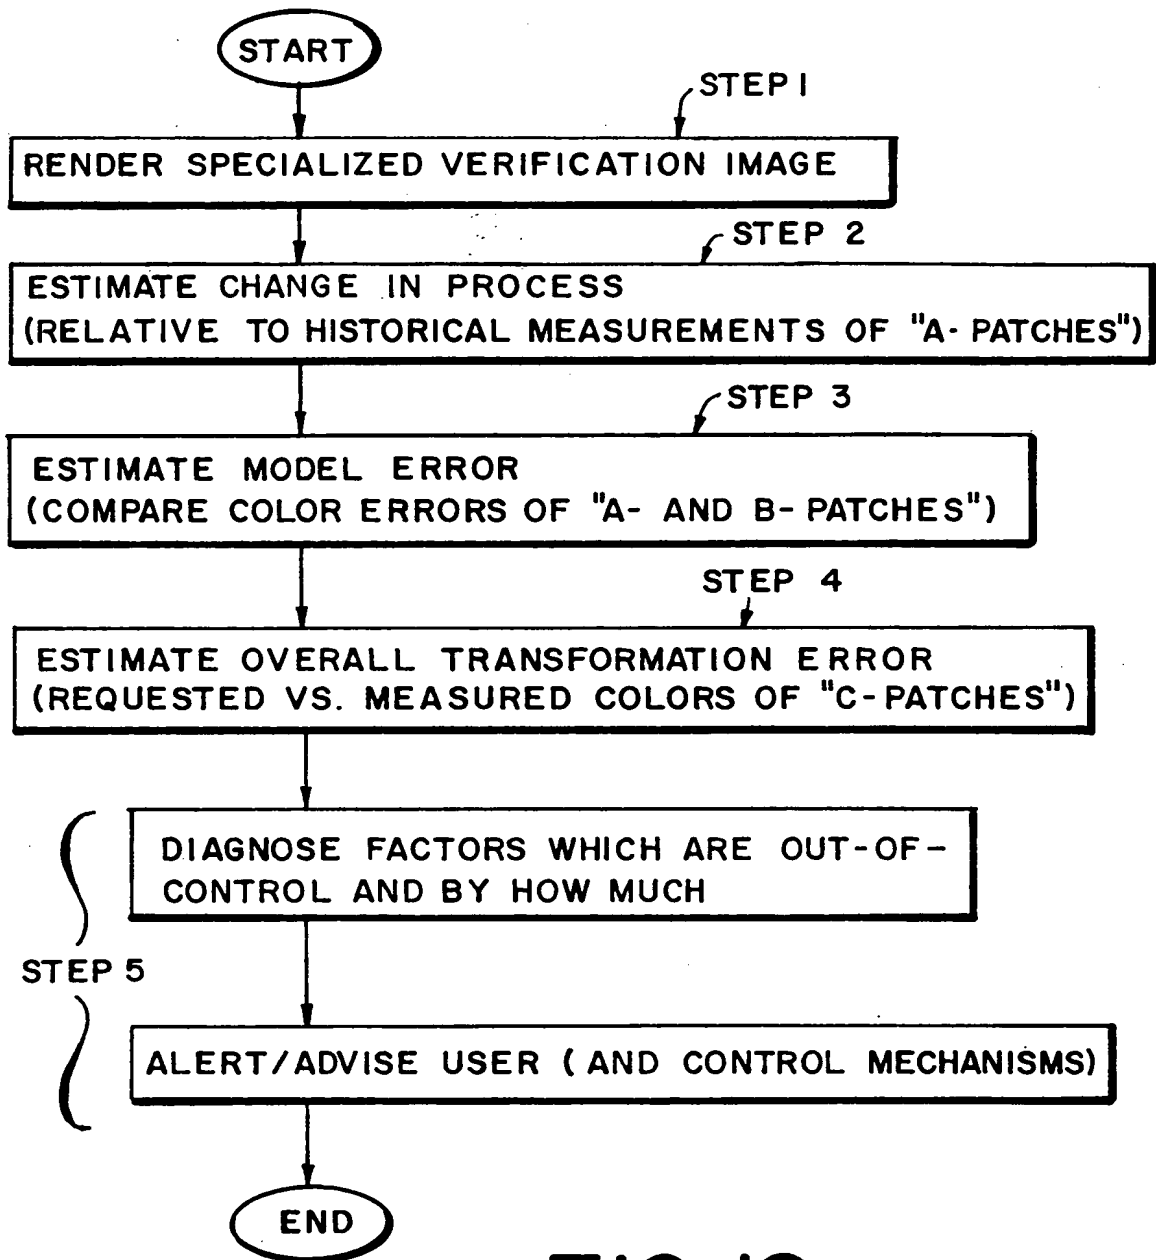 START
STEP 1
RENDER SPECIALIZED VERIFICATION IMAGE
STEP 2
ESTIMATE CHANGE IN PROCESS
(RELATIVE TO HISTORICAL MEASUREMENTS OF "A-PATCHES")
STEP 3
ESTIMATE MODEL ERROR
(COMPARE COLOR ERRORS OF "A- AND B-PATCHES")
STEP 4
ESTIMATE OVERALL TRANSFORMATION ERROR
(REQUESTED VS. MEASURED COLORS OF "C-PATCHES")
DIAGNOSE FACTORS WHICH ARE OUT-OF-
CONTROL AND BY HOW MUCH
STEP 5
ALERT/ADVISE USER (AND CONTROL MECHANISMS)
END